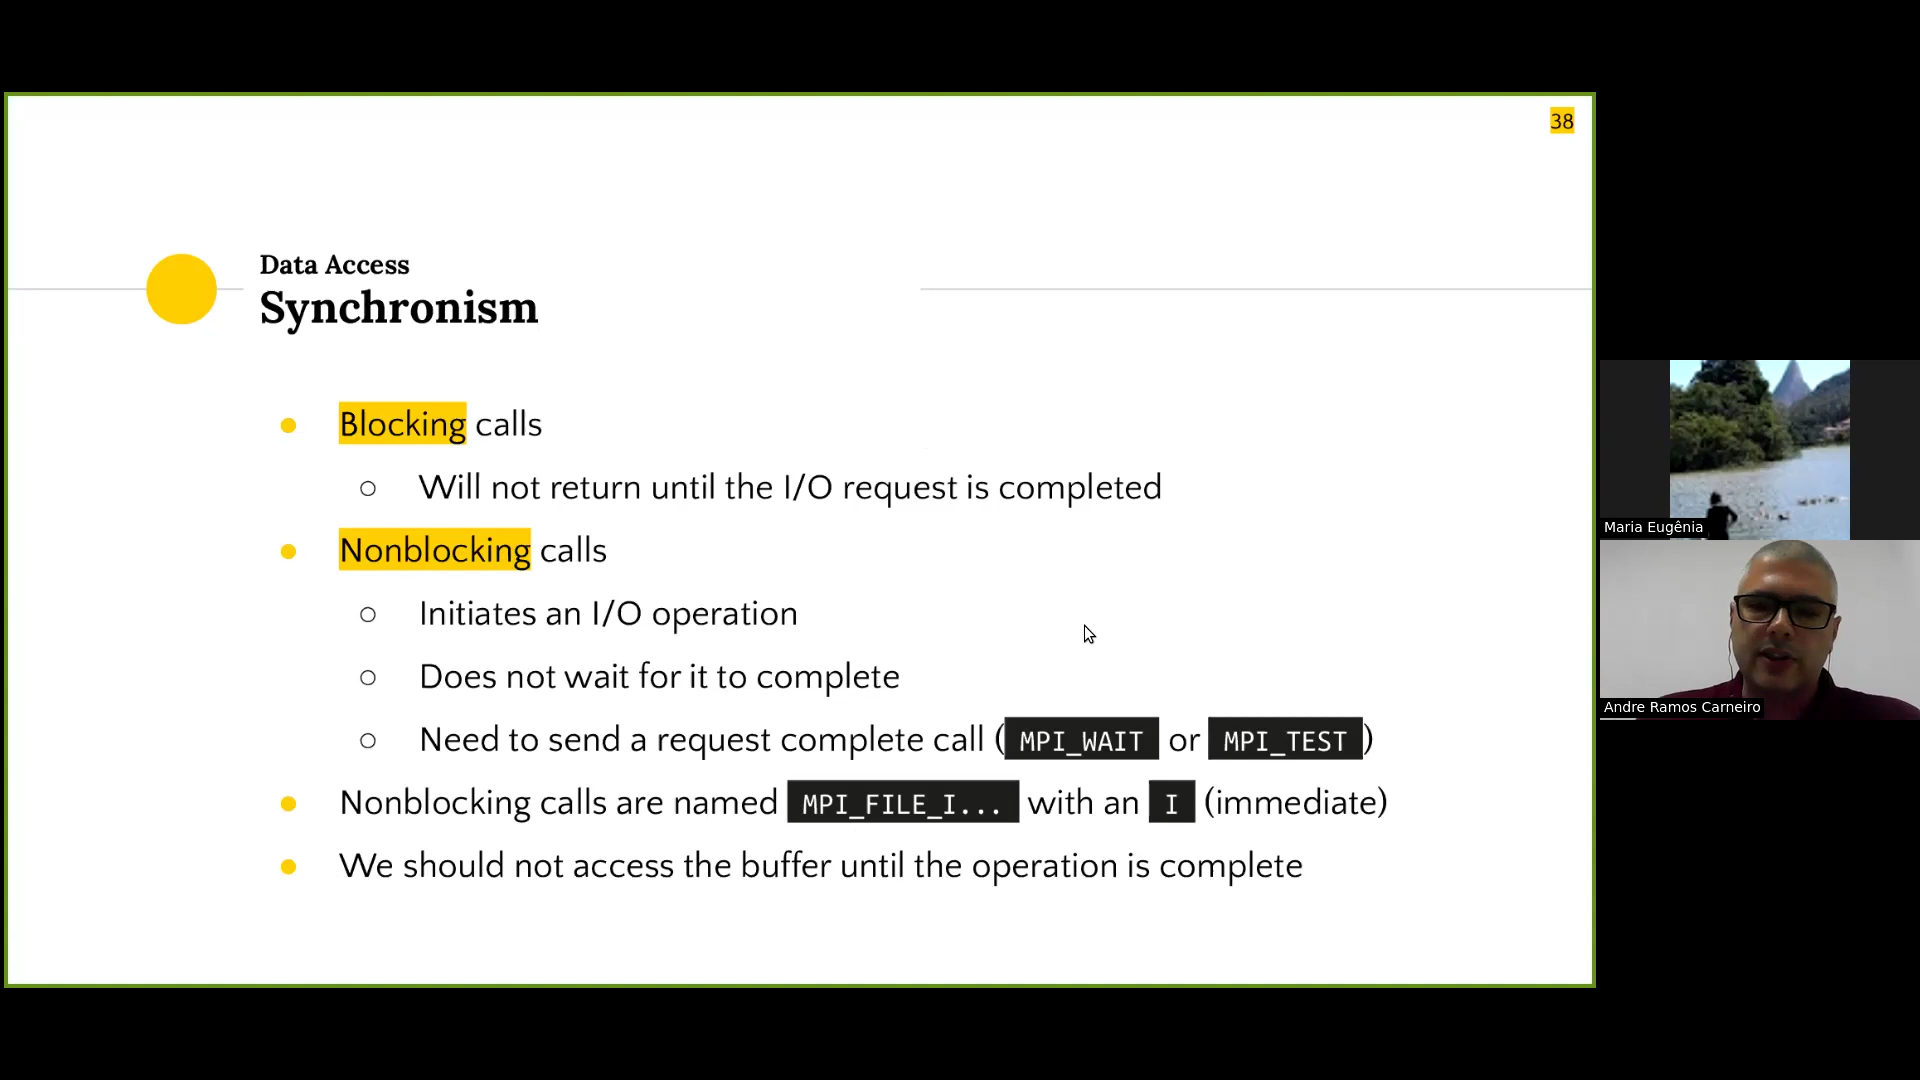 38
Data Access
Synchronism
● Blocking calls
○ Will not return until the I/O request is completed
● Nonblocking calls
○ Initiates an I/O operation
○ Does not wait for it to complete
○ Need to send a request complete call ( MPI_WAIT or MPI_TEST )
● Nonblocking calls are named MPI_FILE_I... with an I (immediate)
● We should not access the buffer until the operation is complete
Maria Eugênia
Andre Ramos Carneiro